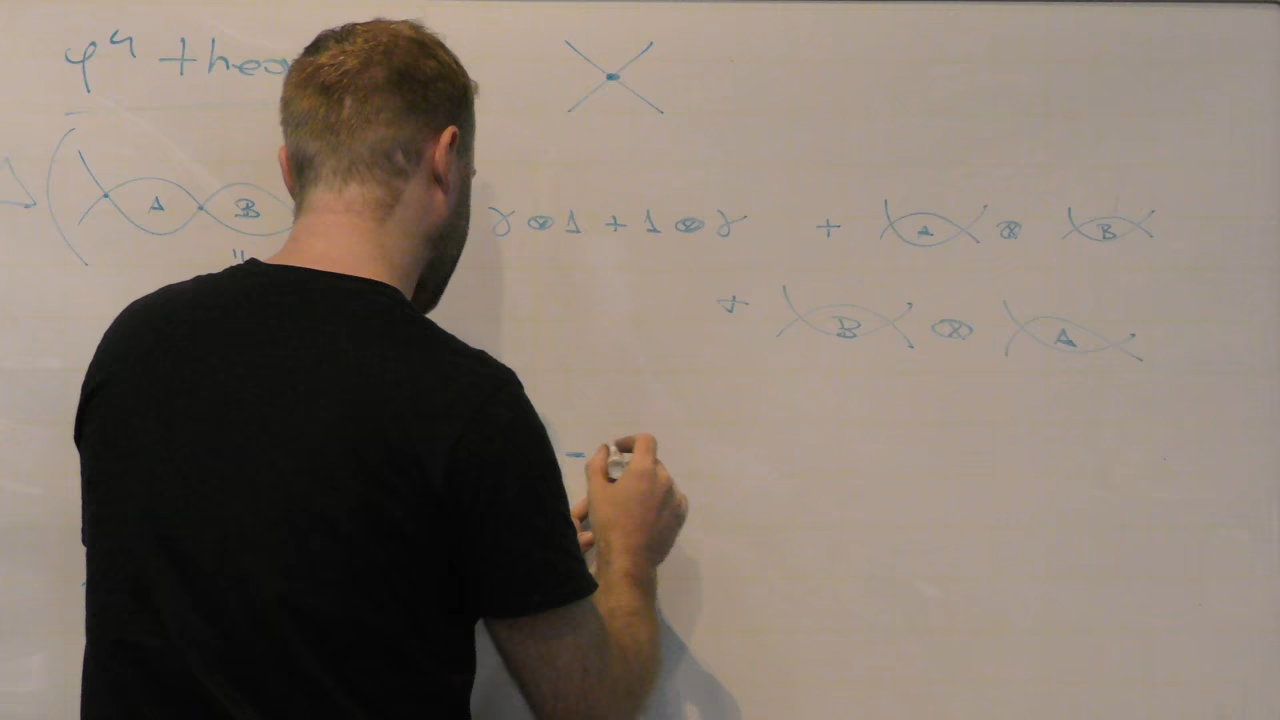 φ⁴ theo
Δ ( A B γ ⊗ 1 + 1 ⊗ γ + A ⊗ B
"
+ B ⊗ A
=